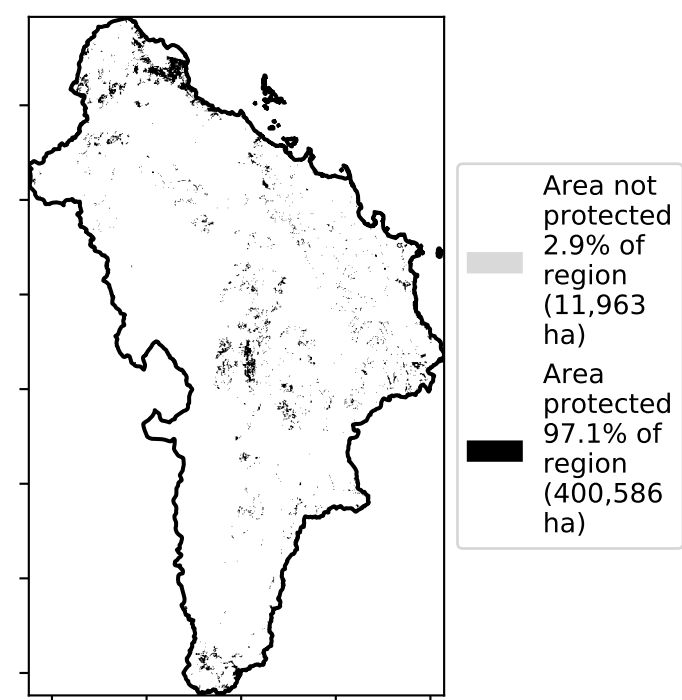 Area not
protected
2.9% of
region
(11,963
ha)
Area
protected
97.1% of
region
(400,586
ha)